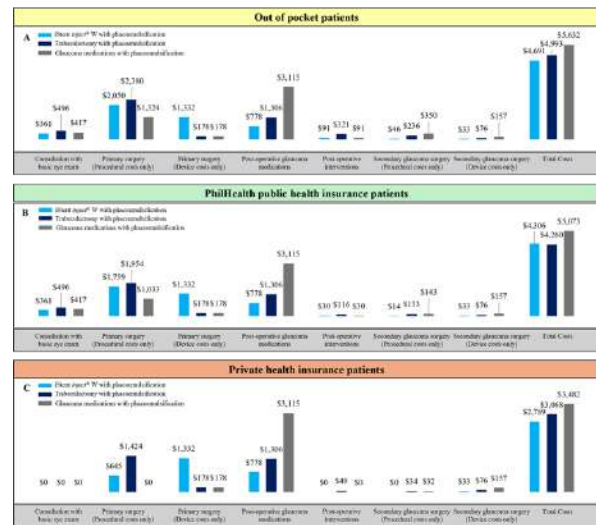 Out of pocket patients
A
iStent inject® W with phacoemulsification
Trabeculectomy with phacoemulsification
Glaucoma medications with phacoemulsification
$361 $496 $417
$2,050 $2,380 $1,324
$1,332 $178 $178
$778 $1,306 $3,115
$91 $321 $91
$46 $236 $350
$33 $76 $157
$4,691 $4,993 $5,632
Consultation with Primary surgery Primary surgery Post-operative glaucoma Post-operative Secondary glaucoma surgery Secondary glaucoma surgery Total Costs
basic eye exam (Procedural costs only) (Device costs only) medications interventions (Procedural costs only) (Device costs only)
PhilHealth public health insurance patients
B
iStent inject® W with phacoemulsification
Trabeculectomy with phacoemulsification
Glaucoma medications with phacoemulsification
$361 $496 $417
$1,759 $1,954 $1,033
$1,332 $178 $178
$778 $1,306 $3,115
$30 $116 $30
$14 $133 $143
$33 $76 $157
$4,306 $4,260 $5,073
Consultation with Primary surgery Primary surgery Post-operative glaucoma Post-operative Secondary glaucoma surgery Secondary glaucoma surgery Total Costs
basic eye exam (Procedural costs only) (Device costs only) medications interventions (Procedural costs only) (Device costs only)
Private health insurance patients
C
iStent inject® W with phacoemulsification
Trabeculectomy with phacoemulsification
Glaucoma medications with phacoemulsification
$0 $0 $0
$645 $1,424 $0
$1,332 $178 $178
$778 $1,306 $3,115
$0 $40 $0
$0 $34 $32
$33 $76 $157
$2,789 $3,068 $3,482
Consultation with Primary surgery Primary surgery Post-operative glaucoma Post-operative Secondary glaucoma surgery Secondary glaucoma surgery Total Costs
basic eye exam (Procedural costs only) (Device costs only) medications interventions (Procedural costs only) (Device costs only)